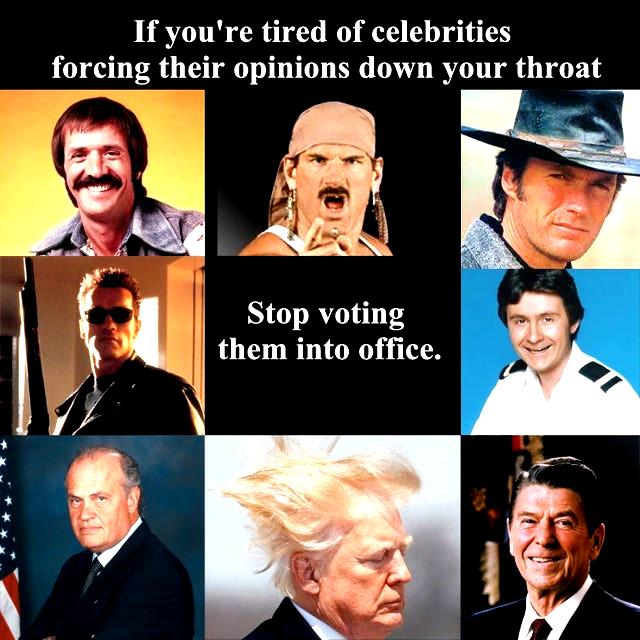 If you're tired of celebrities
forcing their opinions down your throat
Stop voting
them into office.